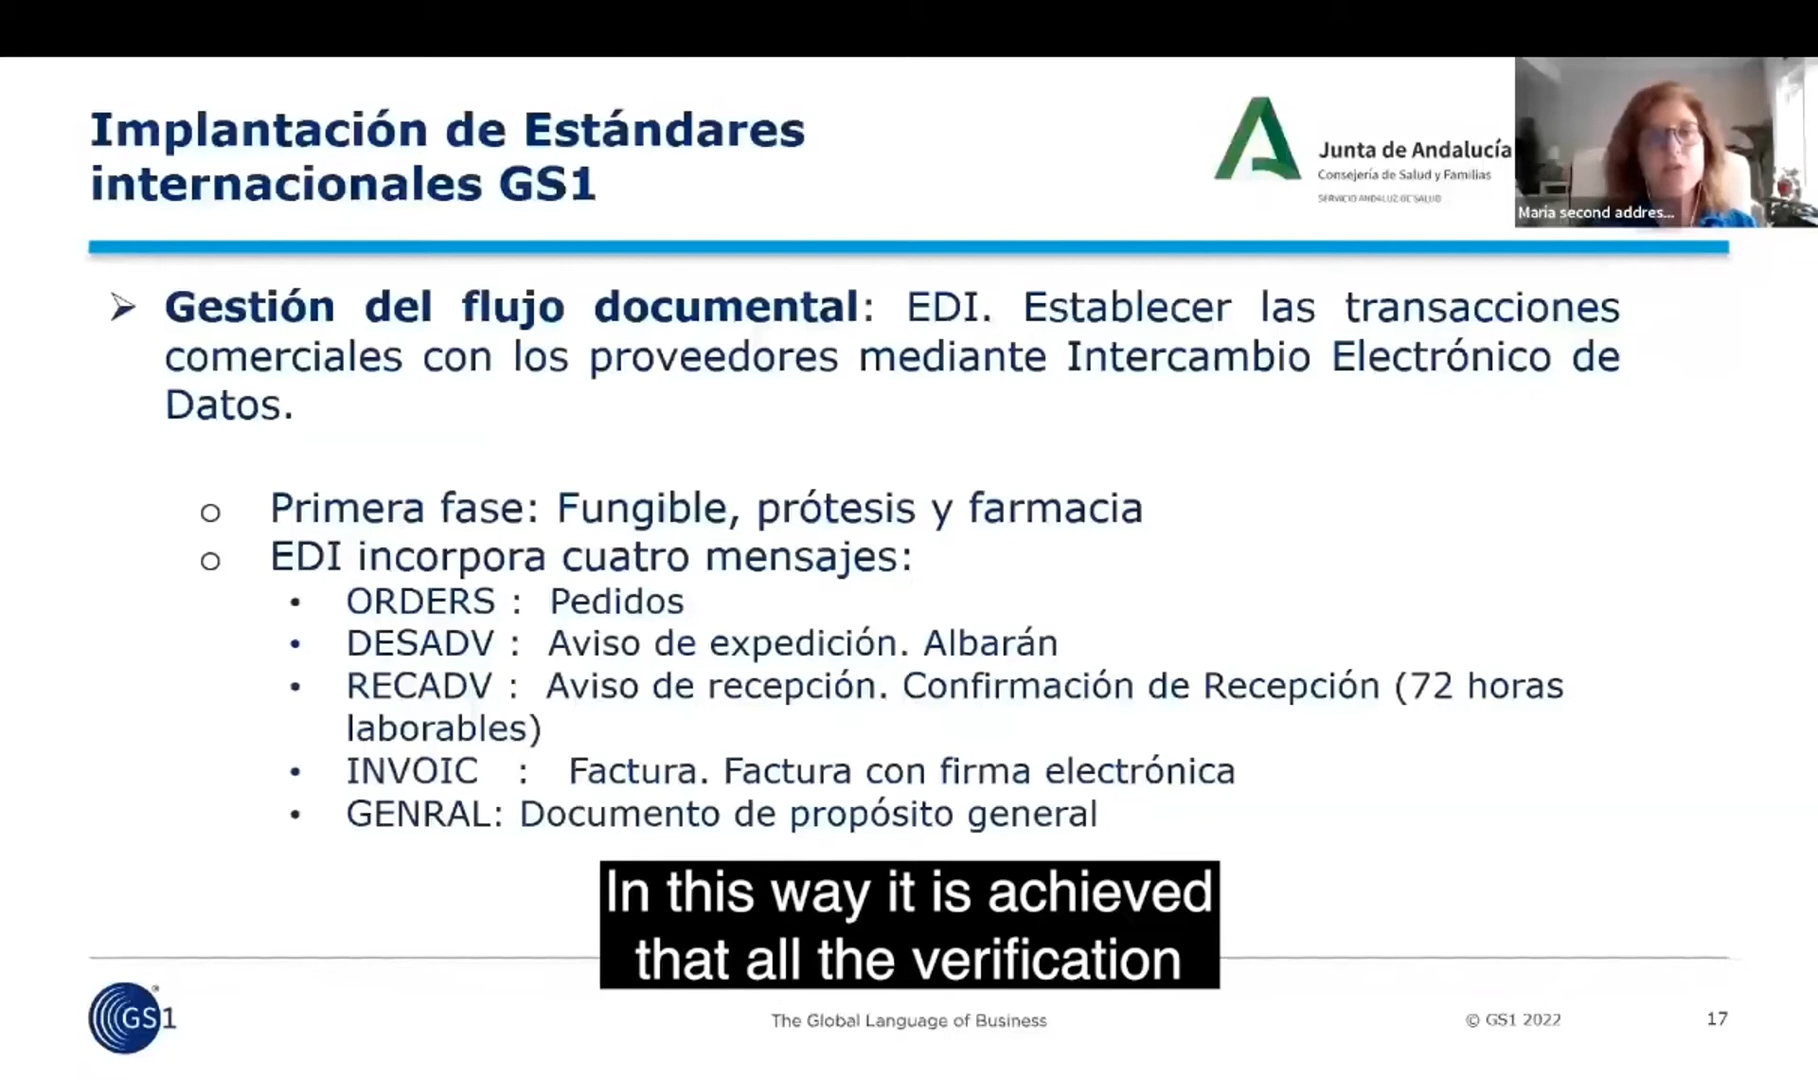 Implantación de Estándares
internacionales GS1
Junta de Andalucía
Consejería de Salud y Familias
SERVICIO ANDALUZ DE SALUD
Maria second addres...
➢ Gestión del flujo documental: EDI. Establecer las transacciones
comerciales con los proveedores mediante Intercambio Electrónico de
Datos.
o Primera fase: Fungible, prótesis y farmacia
o EDI incorpora cuatro mensajes:
• ORDERS : Pedidos
• DESADV : Aviso de expedición. Albarán
• RECADV : Aviso de recepción. Confirmación de Recepción (72 horas
laborables)
• INVOIC : Factura. Factura con firma electrónica
• GENRAL: Documento de propósito general
In this way it is achieved
that all the verification
GS1®
The Global Language of Business
© GS1 2022
17